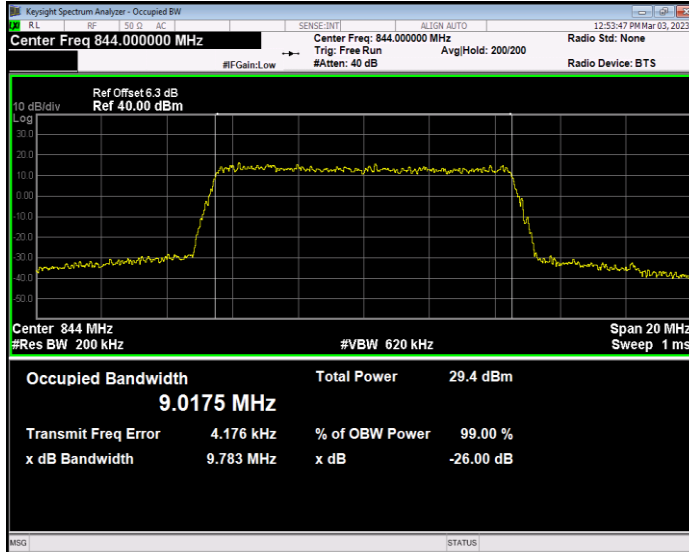 Keysight Spectrum Analyzer - Occupied BW
RL RF 50 Ω AC SENSE:INT ALIGN AUTO 12:53:47 PM Mar 03, 2023
Center Freq 844.000000 MHz Center Freq: 844.000000 MHz Radio Std: None
Trig: Free Run Avg|Hold: 200/200
#IFGain:Low #Atten: 40 dB Radio Device: BTS
Ref Offset 6.3 dB
10 dB/div Ref 40.00 dBm
Log
30.0
20.0
10.0
0.00
-10.0
-20.0
-30.0
-40.0
-50.0
Center 844 MHz Span 20 MHz
#Res BW 200 kHz #VBW 620 kHz Sweep 1 ms
Occupied Bandwidth Total Power 29.4 dBm
9.0175 MHz
Transmit Freq Error 4.176 kHz % of OBW Power 99.00 %
x dB Bandwidth 9.783 MHz x dB -26.00 dB
MSG STATUS